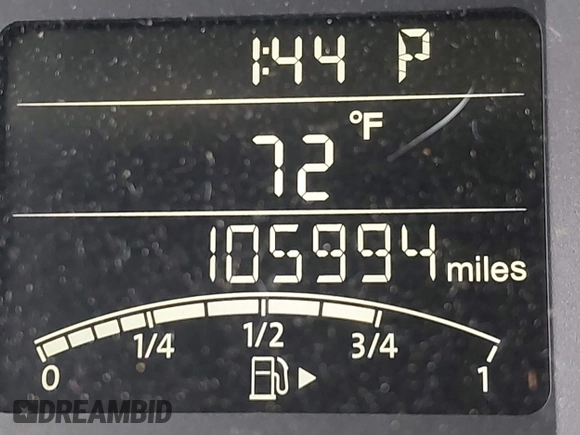 1:44 P
72 °F
105994 miles
0 1/4 1/2 3/4 1
DREAMBID